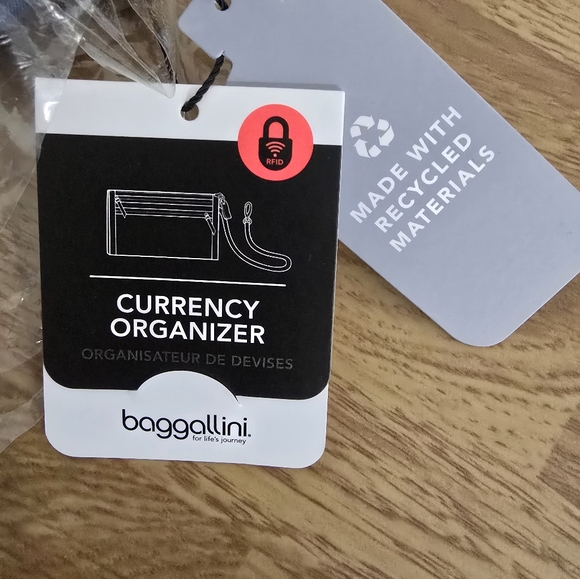 RFID
CURRENCY
ORGANIZER
ORGANISATEUR DE DEVISES
baggallini.
for life's journey
MADE WITH
RECYCLED
MATERIALS